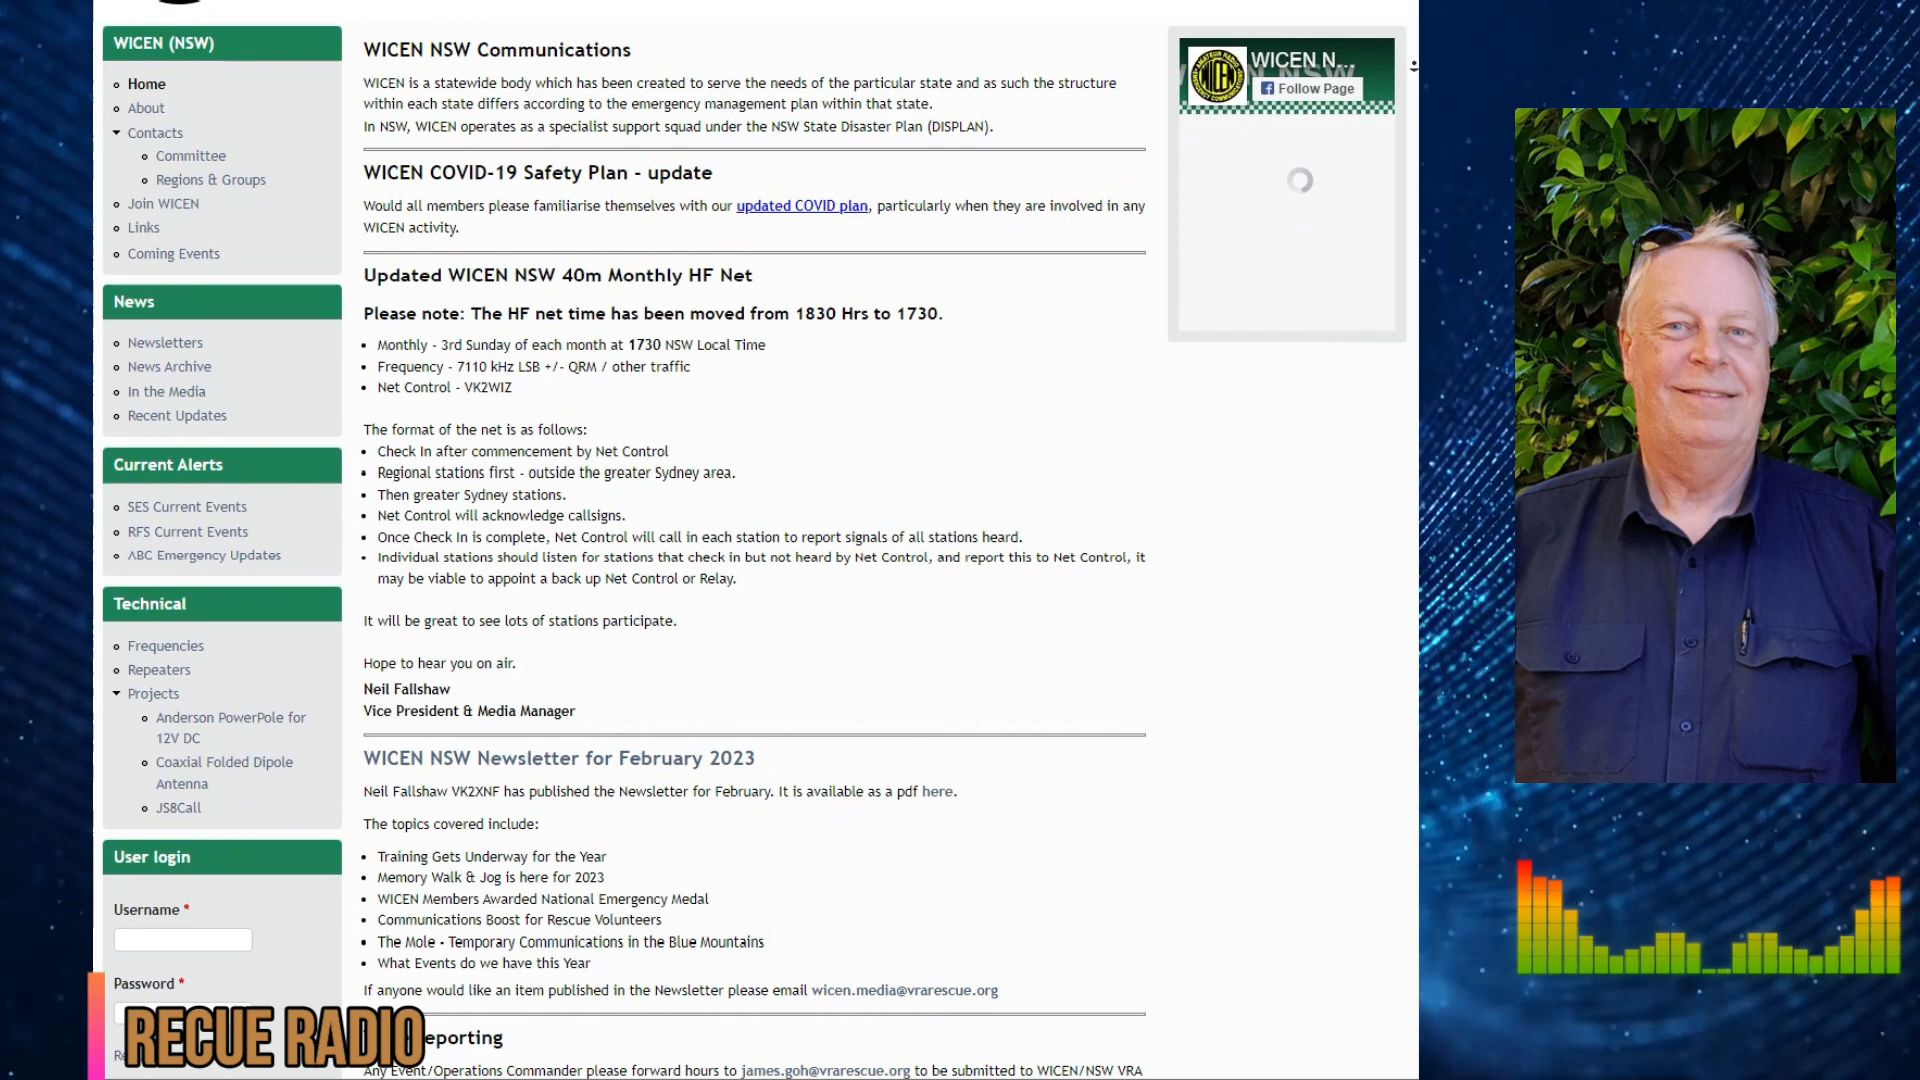 WICEN (NSW)
Home
About
Contacts
Committee
Regions & Groups
Join WICEN
Links
Coming Events
News
Newsletters
News Archive
In the Media
Recent Updates
Current Alerts
SES Current Events
RFS Current Events
ABC Emergency Updates
Technical
Frequencies
Repeaters
Projects
Anderson PowerPole for
12V DC
Coaxial Folded Dipole
Antenna
JS8Call
User login
Username *
Password *
WICEN NSW Communications
WICEN is a statewide body which has been created to serve the needs of the particular state and as such the structure
within each state differs according to the emergency management plan within that state.
In NSW, WICEN operates as a specialist support squad under the NSW State Disaster Plan (DISPLAN).
WICEN COVID-19 Safety Plan - update
Would all members please familiarise themselves with our updated COVID plan, particularly when they are involved in any
WICEN activity.
Updated WICEN NSW 40m Monthly HF Net
Please note: The HF net time has been moved from 1830 Hrs to 1730.
Monthly - 3rd Sunday of each month at 1730 NSW Local Time
Frequency - 7110 kHz LSB +/- QRM / other traffic
Net Control - VK2WIZ
The format of the net is as follows:
Check In after commencement by Net Control
Regional stations first - outside the greater Sydney area.
Then greater Sydney stations.
Net Control will acknowledge callsigns.
Once Check In is complete, Net Control will call in each station to report signals of all stations heard.
Individual stations should listen for stations that check in but not heard by Net Control, and report this to Net Control, it
may be viable to appoint a back up Net Control or Relay.
It will be great to see lots of stations participate.
Hope to hear you on air.
Neil Fallshaw
Vice President & Media Manager
WICEN NSW Newsletter for February 2023
Neil Fallshaw VK2XNF has published the Newsletter for February. It is available as a pdf here.
The topics covered include:
Training Gets Underway for the Year
Memory Walk & Jog is here for 2023
WICEN Members Awarded National Emergency Medal
Communications Boost for Rescue Volunteers
The Mole - Temporary Communications in the Blue Mountains
What Events do we have this Year
If anyone would like an item published in the Newsletter please email wicen.media@vrarescue.org
eporting
Any Event/Operations Commander please forward hours to james.goh@vrarescue.org to be submitted to WICEN/NSW VRA
WICEN N...
Follow Page
WICEN
RECUE RADIO